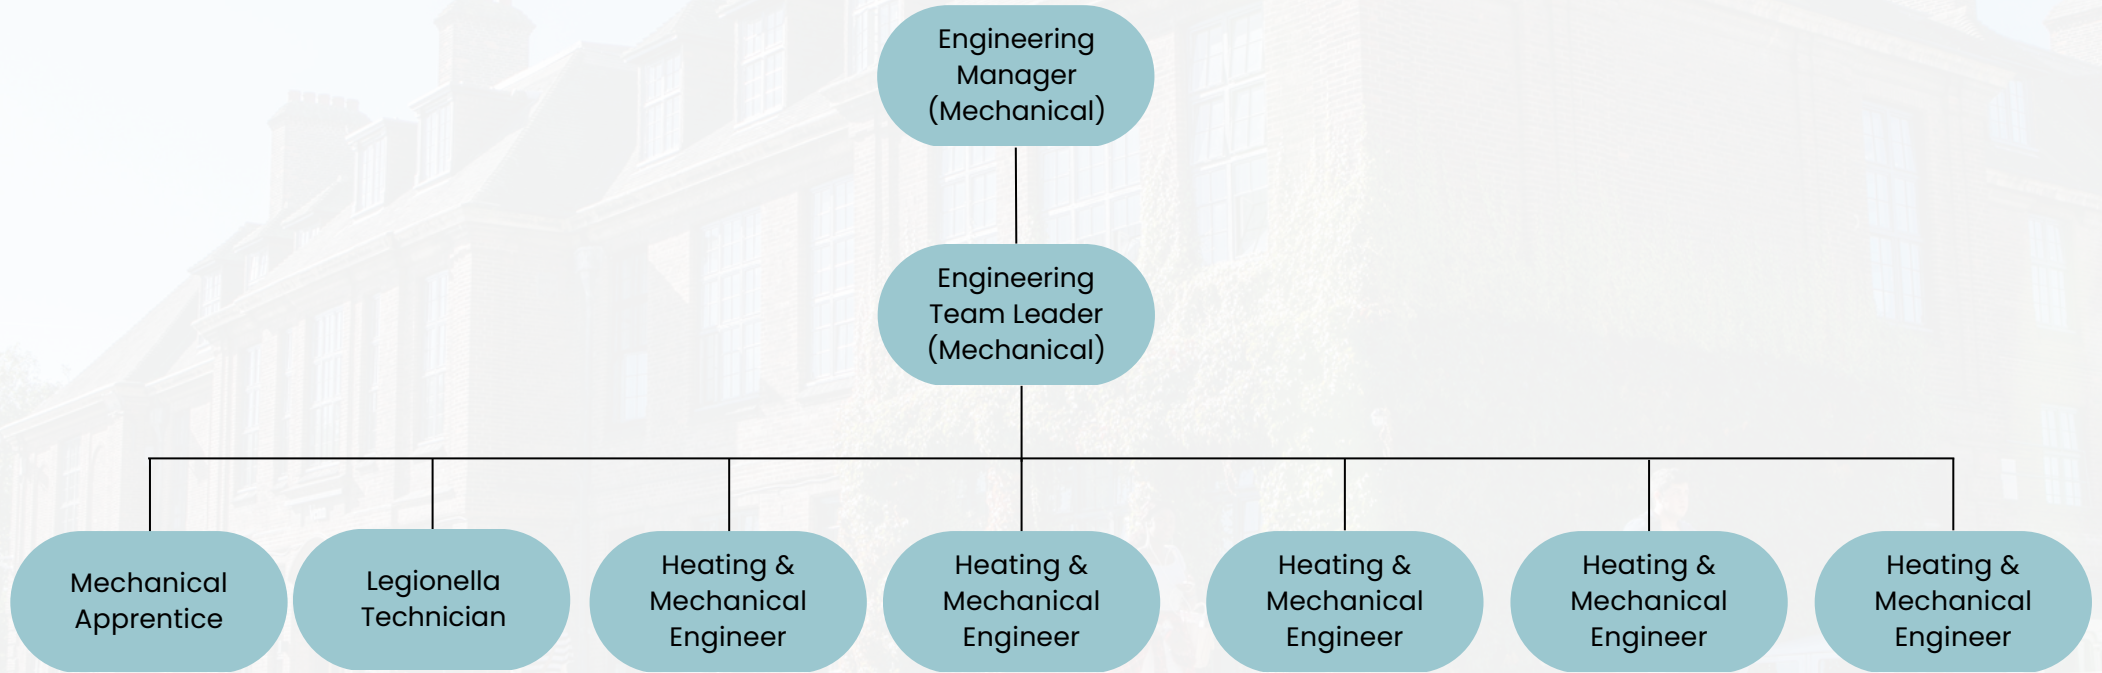 Engineering
Manager
(Mechanical)
Engineering
Team Leader
(Mechanical)
Mechanical
Apprentice
Legionella
Technician
Heating &
Mechanical
Engineer
Heating &
Mechanical
Engineer
Heating &
Mechanical
Engineer
Heating &
Mechanical
Engineer
Heating &
Mechanical
Engineer